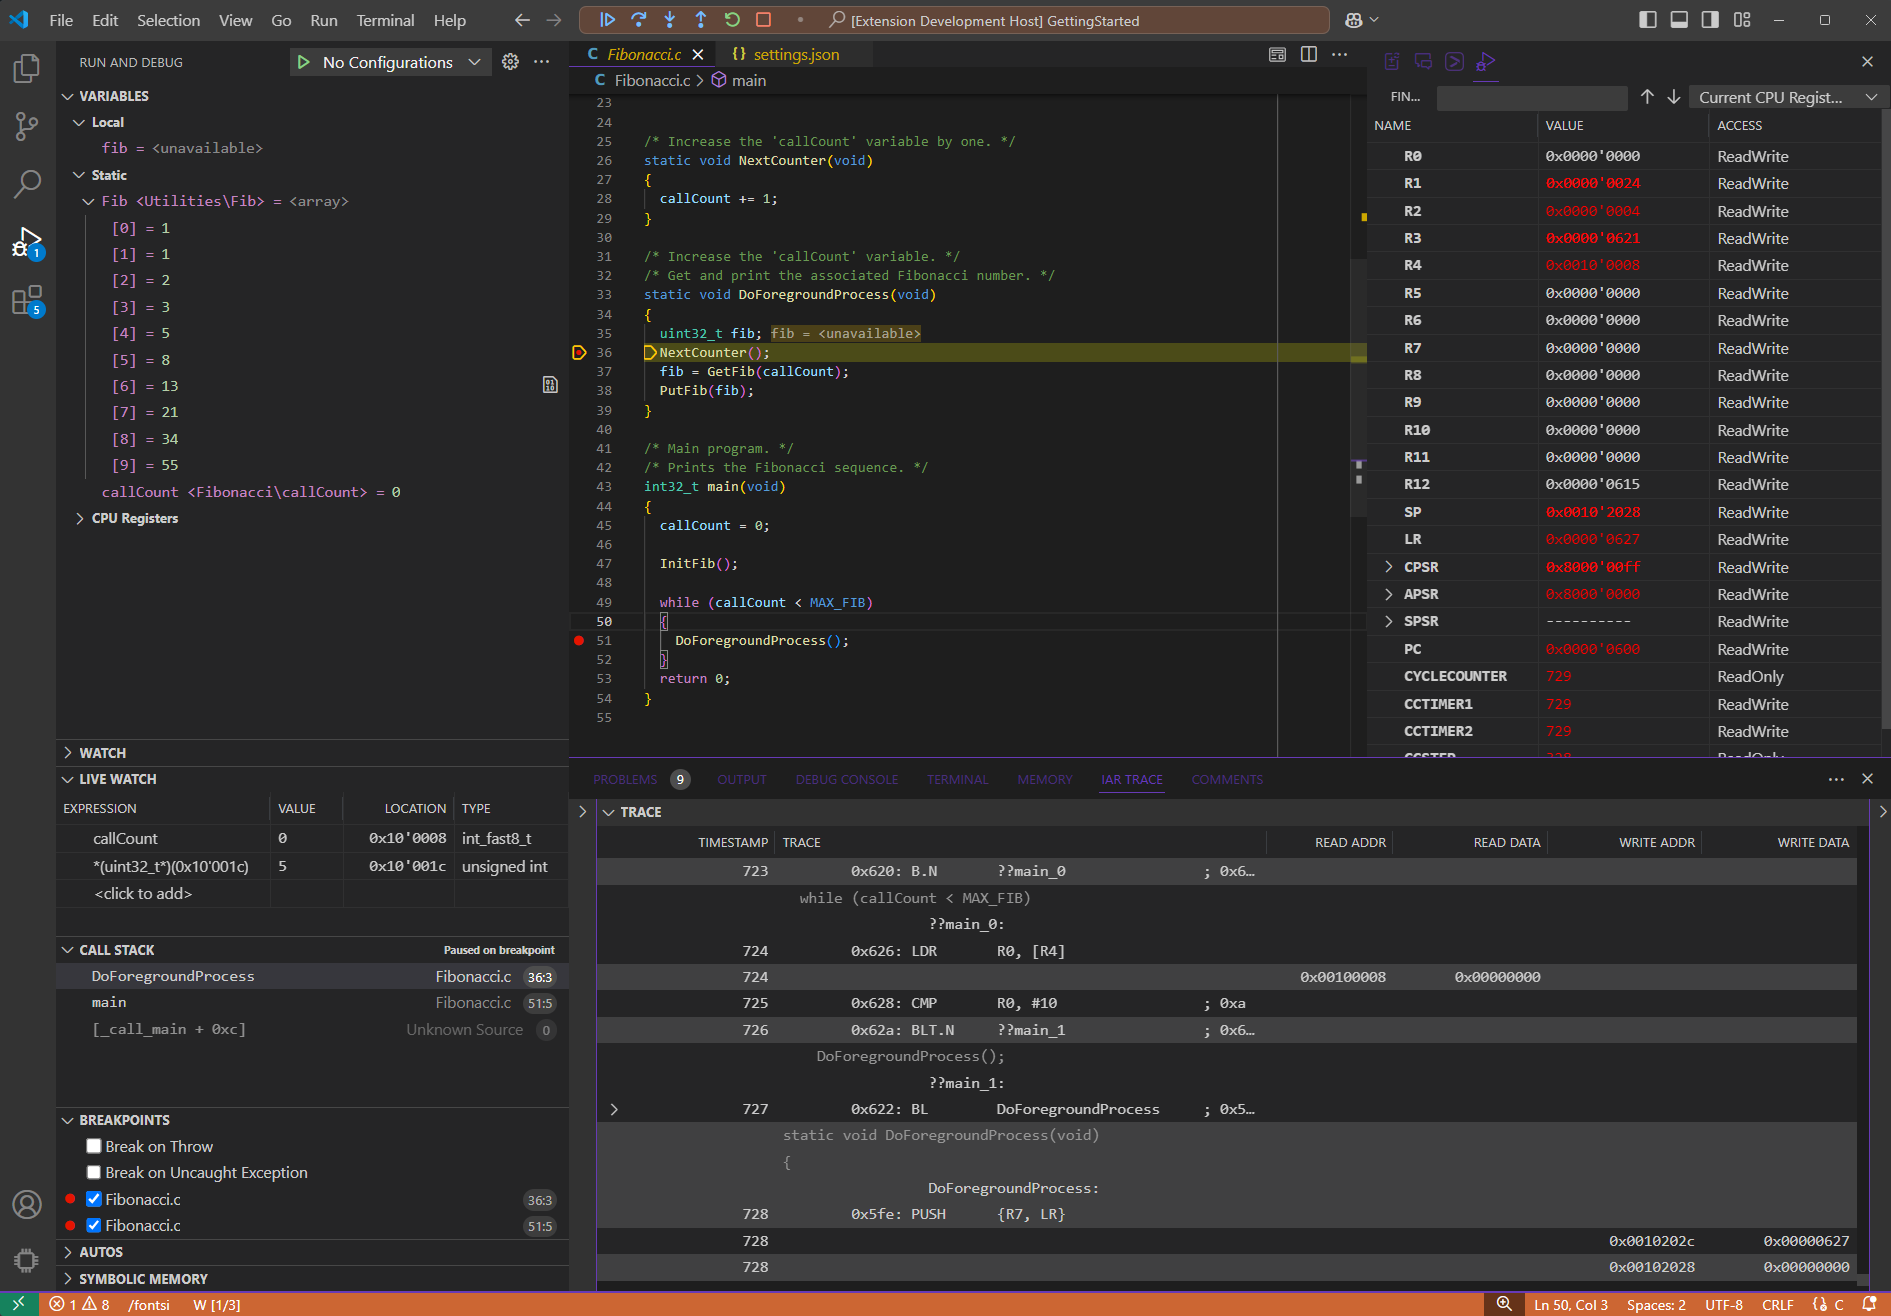 File Edit Selection View Go Run Terminal Help
[Extension Development Host] GettingStarted
RUN AND DEBUG
No Configurations
VARIABLES
Local
fib = <unavailable>
Static
Fib <Utilities\Fib> = <array>
[0] = 1
[1] = 1
[2] = 2
[3] = 3
[4] = 5
[5] = 8
[6] = 13
[7] = 21
[8] = 34
[9] = 55
callCount <Fibonacci\callCount> = 0
CPU Registers
1
5
WATCH
LIVE WATCH
EXPRESSION VALUE LOCATION TYPE
callCount 0 0x10'0008 int_fast8_t
*(uint32_t*)(0x10'001c) 5 0x10'001c unsigned int
<click to add>
CALL STACK Paused on breakpoint
DoForegroundProcess Fibonacci.c 36:3
main Fibonacci.c 51:5
[_call_main + 0xc] Unknown Source 0
BREAKPOINTS
Break on Throw
Break on Uncaught Exception
Fibonacci.c 36:3
Fibonacci.c 51:5
AUTOS
SYMBOLIC MEMORY
C Fibonacci.c {} settings.json
C Fibonacci.c > main
23
24
25 /* Increase the 'callCount' variable by one. */
26 static void NextCounter(void)
27 {
28 callCount += 1;
29 }
30
31 /* Increase the 'callCount' variable. */
32 /* Get and print the associated Fibonacci number. */
33 static void DoForegroundProcess(void)
34 {
35 uint32_t fib; fib = <unavailable>
36 NextCounter();
37 fib = GetFib(callCount);
38 PutFib(fib);
39 }
40
41 /* Main program. */
42 /* Prints the Fibonacci sequence. */
43 int32_t main(void)
44 {
45 callCount = 0;
46
47 InitFib();
48
49 while (callCount < MAX_FIB)
50 {
51 DoForegroundProcess();
52 }
53 return 0;
54 }
55
FIN... Current CPU Regist...
NAME VALUE ACCESS
R0 0x0000'0000 ReadWrite
R1 0x0000'0024 ReadWrite
R2 0x0000'0004 ReadWrite
R3 0x0000'0621 ReadWrite
R4 0x0010'0008 ReadWrite
R5 0x0000'0000 ReadWrite
R6 0x0000'0000 ReadWrite
R7 0x0000'0000 ReadWrite
R8 0x0000'0000 ReadWrite
R9 0x0000'0000 ReadWrite
R10 0x0000'0000 ReadWrite
R11 0x0000'0000 ReadWrite
R12 0x0000'0615 ReadWrite
SP 0x0010'2028 ReadWrite
LR 0x0000'0627 ReadWrite
CPSR 0x8000'00ff ReadWrite
APSR 0x8000'0000 ReadWrite
SPSR ---------- ReadWrite
PC 0x0000'0600 ReadWrite
CYCLECOUNTER 729 ReadOnly
CCTIMER1 729 ReadWrite
CCTIMER2 729 ReadWrite
PROBLEMS 9 OUTPUT DEBUG CONSOLE TERMINAL MEMORY IAR TRACE COMMENTS
TRACE
TIMESTAMP TRACE READ ADDR READ DATA WRITE ADDR WRITE DATA
723 0x620: B.N ??main_0 ; 0x6...
while (callCount < MAX_FIB)
??main_0:
724 0x626: LDR R0, [R4]
724 0x00100008 0x00000000
725 0x628: CMP R0, #10 ; 0xa
726 0x62a: BLT.N ??main_1 ; 0x6...
DoForegroundProcess();
??main_1:
727 0x622: BL DoForegroundProcess ; 0x5...
static void DoForegroundProcess(void)
{
DoForegroundProcess:
728 0x5fe: PUSH {R7, LR}
728 0x0010202c 0x00000627
728 0x00102028 0x00000000
1 8 /fontsi W [1/3] Ln 50, Col 3 Spaces: 2 UTF-8 CRLF C